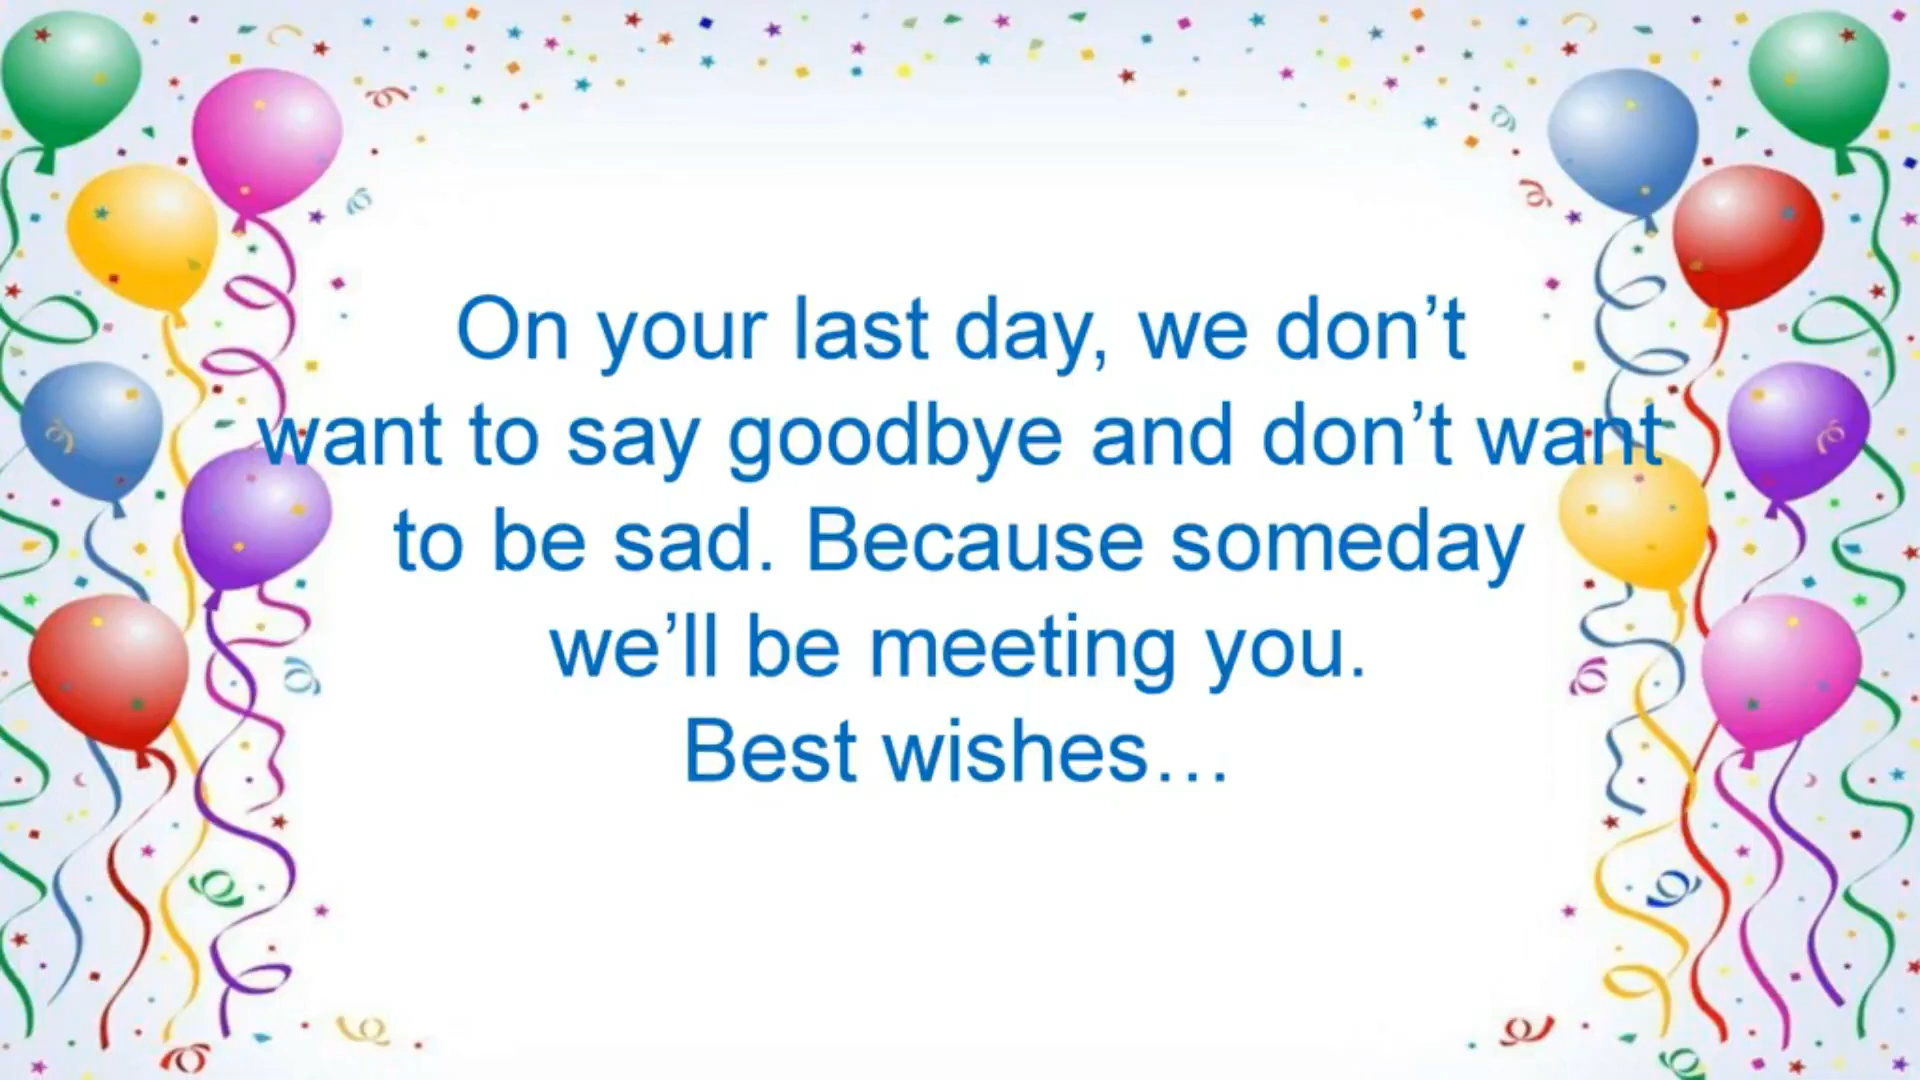 On your last day, we don’t
want to say goodbye and don’t want
to be sad. Because someday
we’ll be meeting you.
Best wishes…